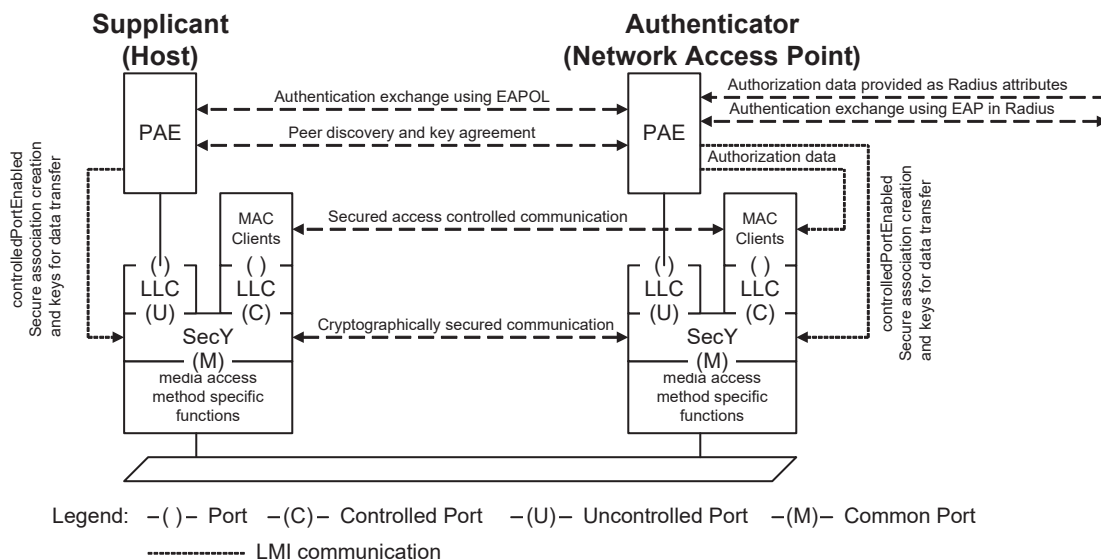 Supplicant
(Host)
Authenticator
(Network Access Point)
PAE
Authentication exchange using EAPOL
Peer discovery and key agreement
PAE
Authorization data provided as Radius attributes
Authentication exchange using EAP in Radius
Authorization data
controlledPortEnabled
Secure association creation
and keys for data transfer
MAC
Clients
Secured access controlled communication
MAC
Clients
controlledPortEnabled
Secure association creation
and keys for data transfer
( )
LLC
(U)
( )
LLC
(C)
( )
LLC
(U)
( )
LLC
(C)
SecY
Cryptographically secured communication
SecY
(M)
(M)
media access
method specific
functions
media access
method specific
functions
Legend: –( )– Port –(C)– Controlled Port –(U)– Uncontrolled Port –(M)– Common Port
LMI communication